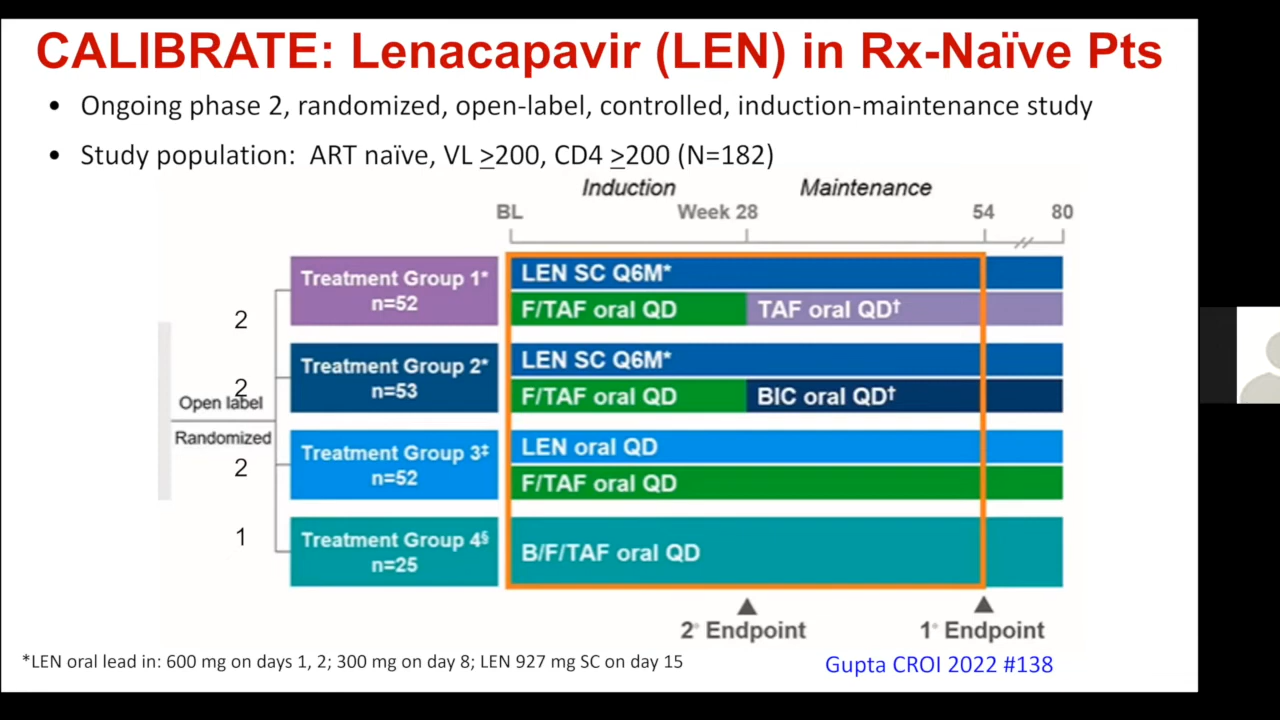 CALIBRATE: Lenacapavir (LEN) in Rx-Naïve Pts
• Ongoing phase 2, randomized, open-label, controlled, induction-maintenance study
• Study population: ART naïve, VL ≥200, CD4 ≥200 (N=182)
Induction Maintenance
BL Week 28 54 80
Treatment Group 1*
n=52
LEN SC Q6M*
F/TAF oral QD TAF oral QD†
2
Treatment Group 2*
n=53
LEN SC Q6M*
F/TAF oral QD BIC oral QD†
2
Open label
Randomized
2
Treatment Group 3‡
n=52
LEN oral QD
F/TAF oral QD
1
Treatment Group 4§
n=25
B/F/TAF oral QD
2° Endpoint 1° Endpoint
*LEN oral lead in: 600 mg on days 1, 2; 300 mg on day 8; LEN 927 mg SC on day 15
Gupta CROI 2022 #138